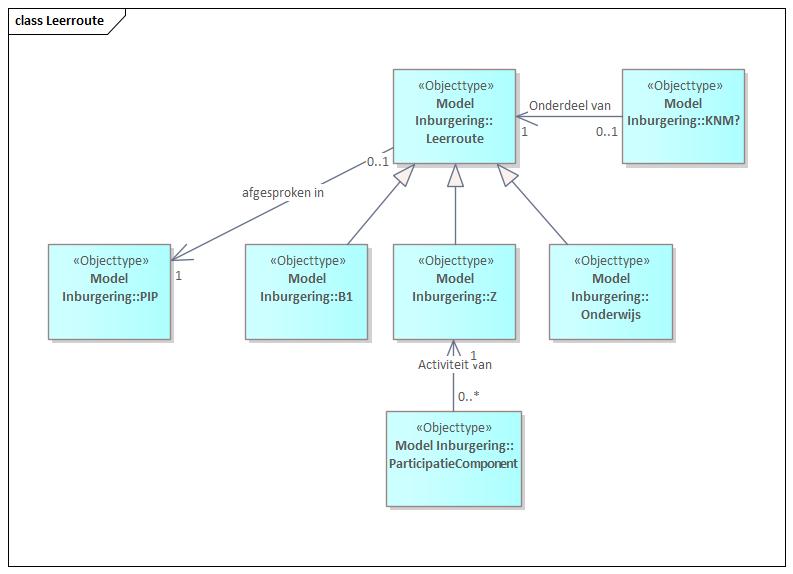 class Leerroute
«Objecttype»
Model
Inburgering::
Leerroute
«Objecttype»
Model
Inburgering::KNM?
Onderdeel van
1
0..1
0..1
afgesproken in
1
«Objecttype»
Model
Inburgering::PIP
«Objecttype»
Model
Inburgering::B1
«Objecttype»
Model
Inburgering::Z
«Objecttype»
Model
Inburgering::
Onderwijs
1
Activiteit van
0..*
«Objecttype»
Model Inburgering::
ParticipatieComponent